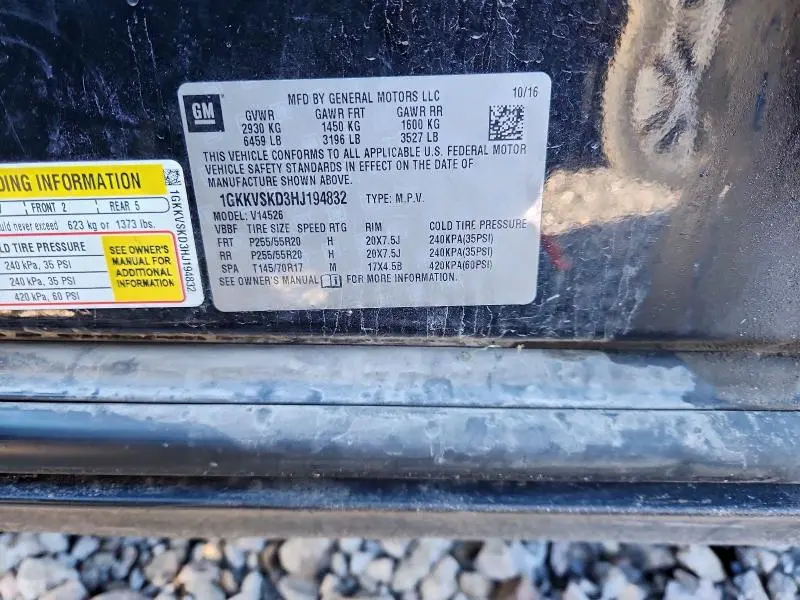 GM
MFD BY GENERAL MOTORS LLC 10/16
GVWR GAWR FRT GAWR RR
2930 KG 1450 KG 1600 KG
6459 LB 3196 LB 3527 LB
THIS VEHICLE CONFORMS TO ALL APPLICABLE U.S. FEDERAL MOTOR
VEHICLE SAFETY STANDARDS IN EFFECT ON THE DATE OF
MANUFACTURE SHOWN ABOVE.
1GKKVSKD3HJ194832 TYPE: M.P.V.
MODEL: V14526
VBBF TIRE SIZE SPEED RTG RIM COLD TIRE PRESSURE
FRT P255/55R20 H 20X7.5J 240KPA(35PSI)
RR P255/55R20 H 20X7.5J 240KPA(35PSI)
SPA T145/70R17 M 17X4.5B 420KPA(60PSI)
SEE OWNER'S MANUAL FOR MORE INFORMATION.
DING INFORMATION
FRONT 2 REAR 5
ould never exceed 623 kg or 1373 lbs.
OLD TIRE PRESSURE
240 kPa, 35 PSI
240 kPa, 35 PSI
420 kPa, 60 PSI
SEE OWNER'S
MANUAL FOR
ADDITIONAL
INFORMATION
1GKKVSKD3HJ194832